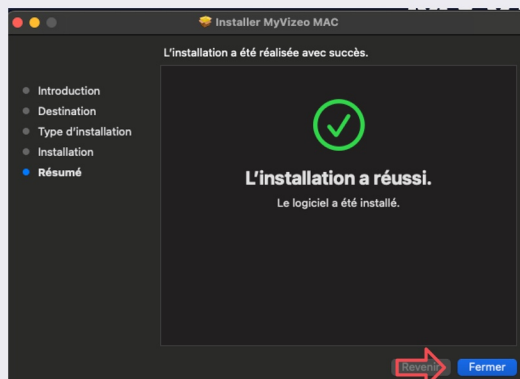 Installer MyVizeo MAC
L'installation a été réalisée avec succès.
Introduction
Destination
Type d'installation
Installation
Résumé
L'installation a réussi.
Le logiciel a été installé.
Revenir
Fermer